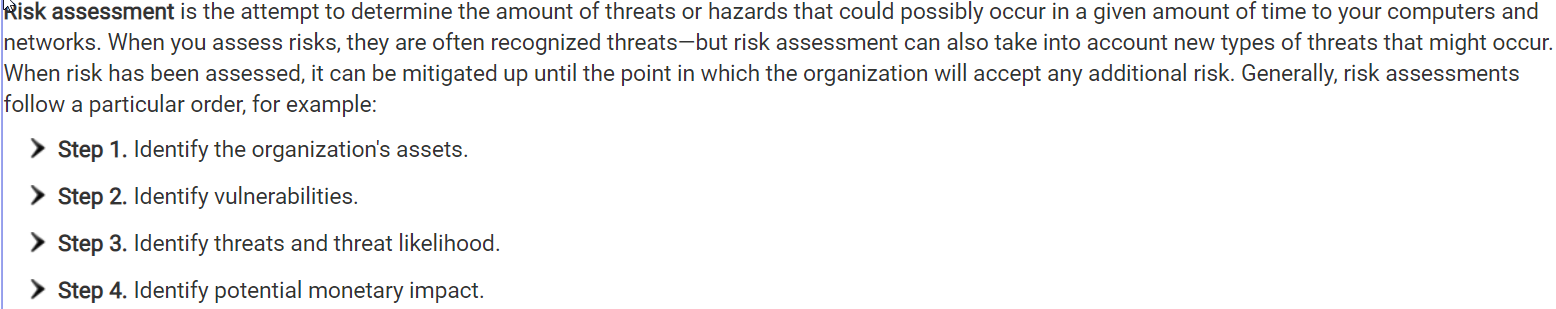 Risk assessment is the attempt to determine the amount of threats or hazards that could possibly occur in a given amount of time to your computers and
networks. When you assess risks, they are often recognized threats—but risk assessment can also take into account new types of threats that might occur.
When risk has been assessed, it can be mitigated up until the point in which the organization will accept any additional risk. Generally, risk assessments
follow a particular order, for example:
Step 1. Identify the organization's assets.
Step 2. Identify vulnerabilities.
Step 3. Identify threats and threat likelihood.
Step 4. Identify potential monetary impact.